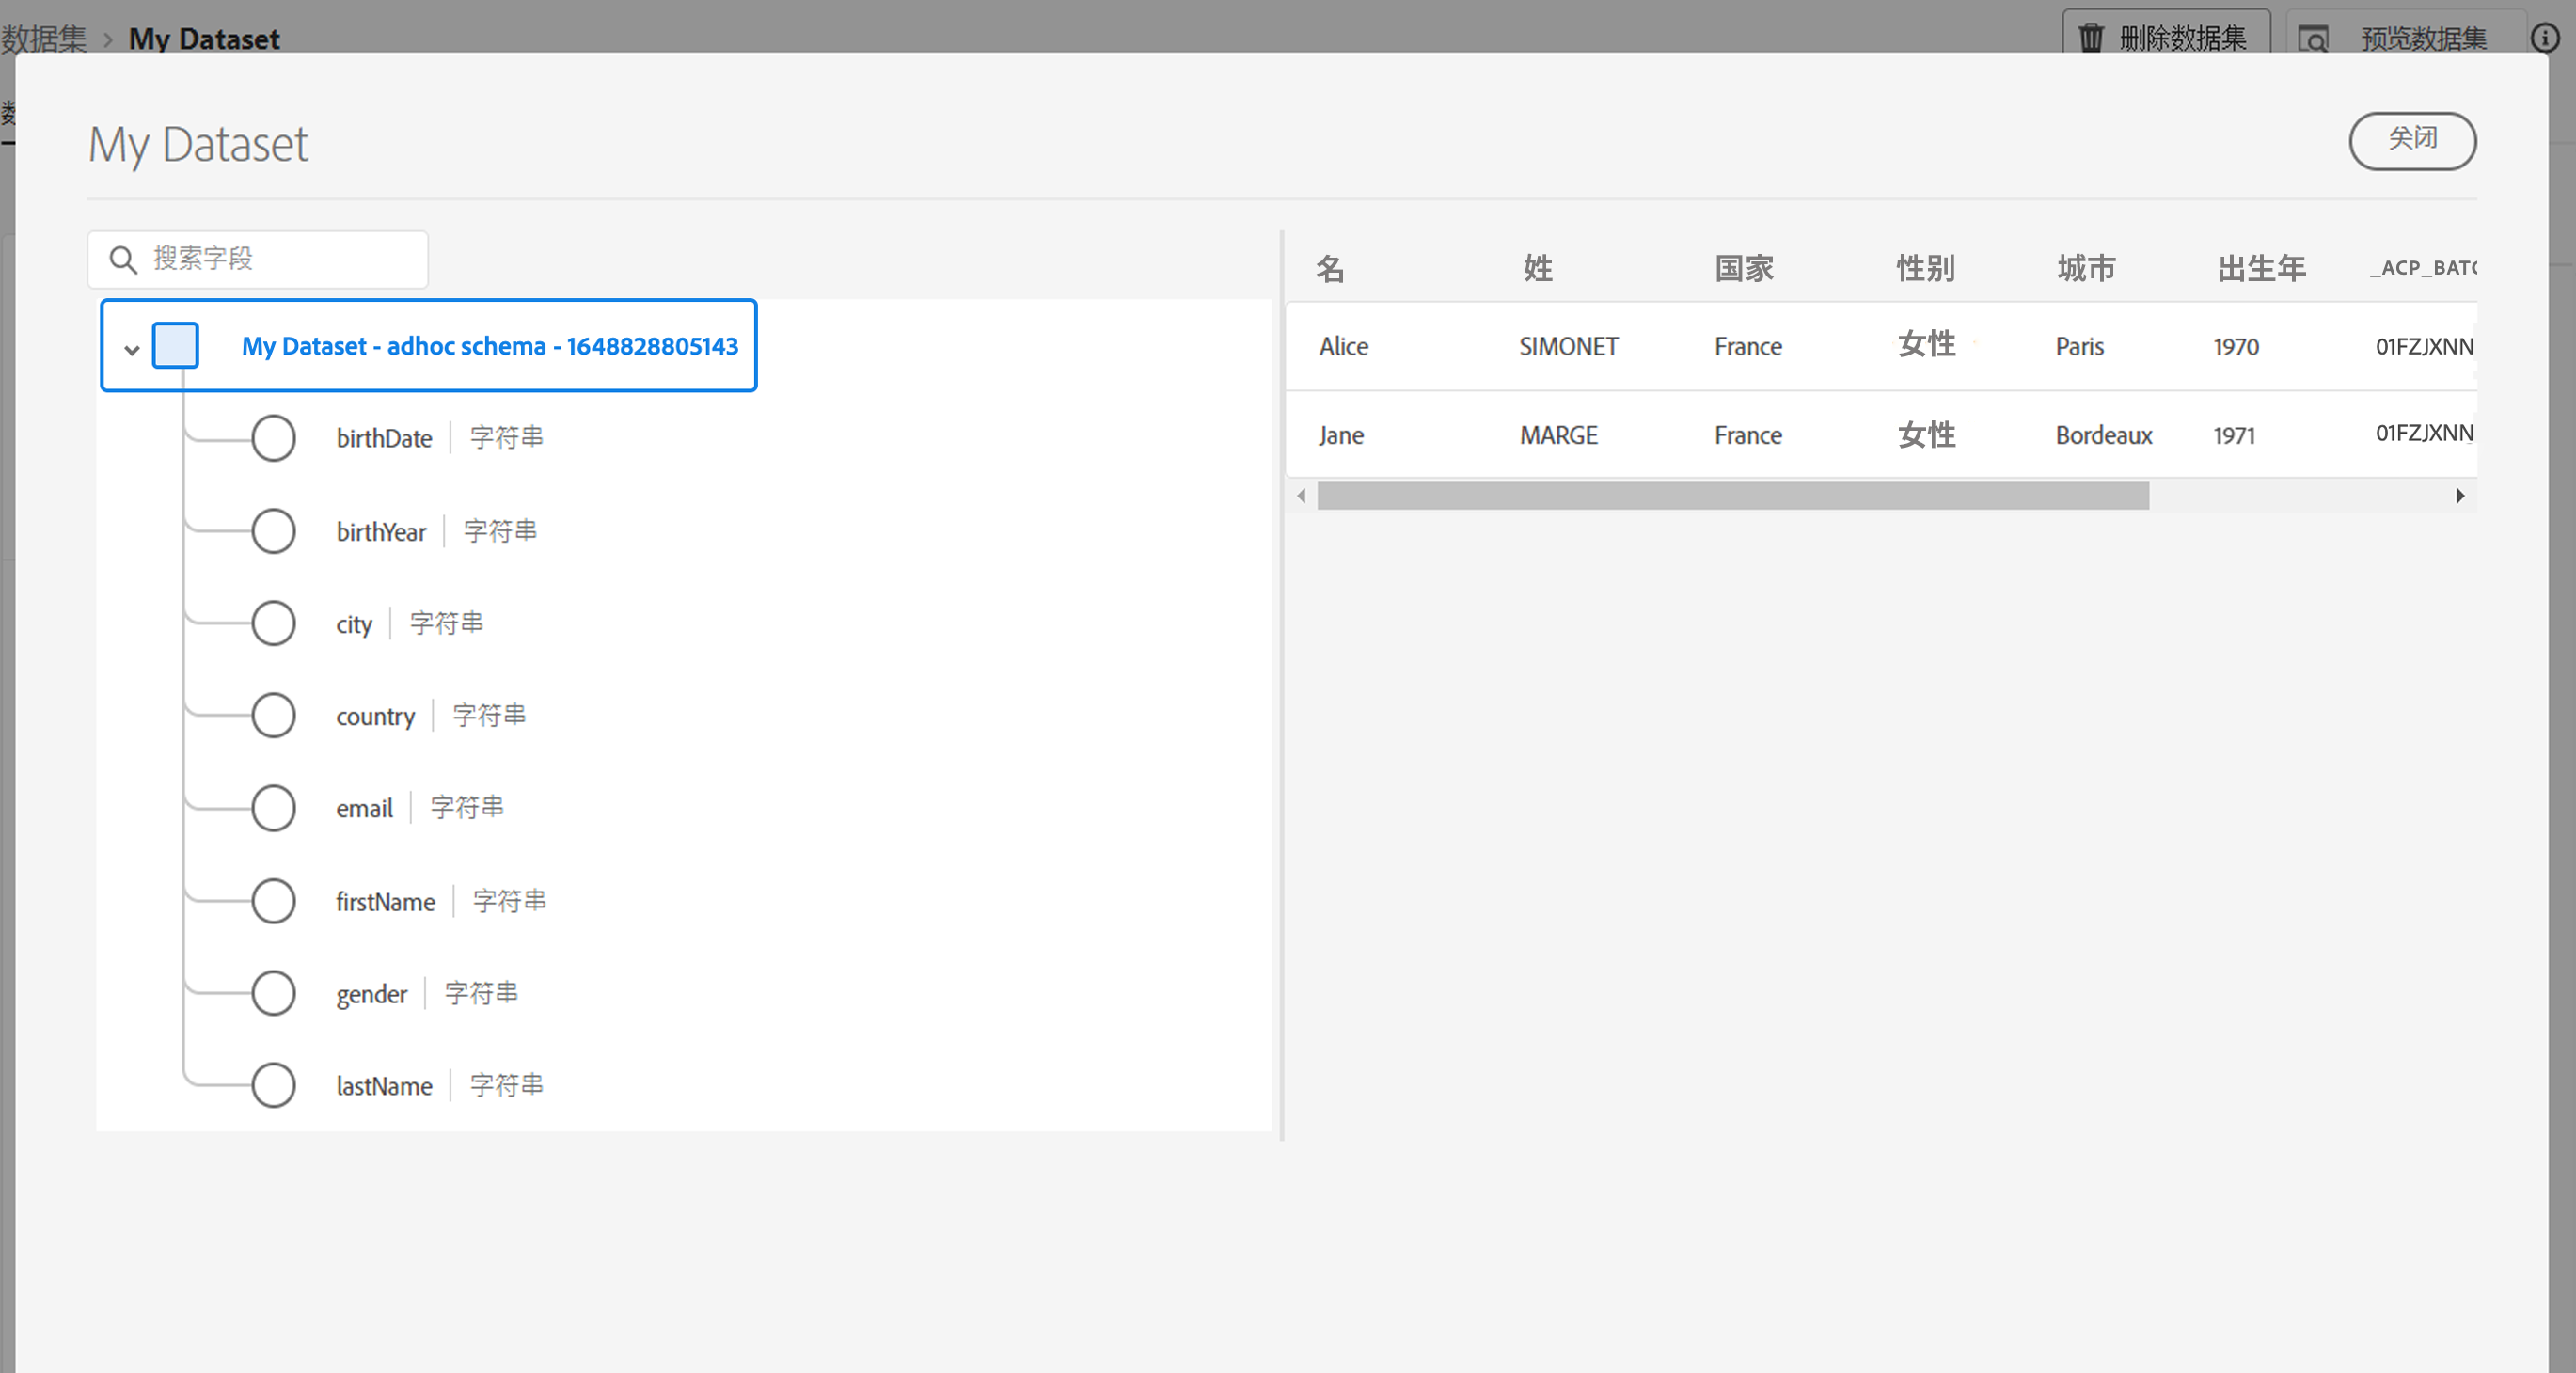 数据集 > My Dataset
删除数据集
预览数据集
数
My Dataset
关闭
搜索字段
My Dataset - adhoc schema - 1648828805143
birthDate | 字符串
birthYear | 字符串
city | 字符串
country | 字符串
email | 字符串
firstName | 字符串
gender | 字符串
lastName | 字符串
名 姓 国家 性别 城市 出生年 _ACP_BATC
Alice SIMONET France 女性 Paris 1970 01FZJXNN
Jane MARGE France 女性 Bordeaux 1971 01FZJXNN